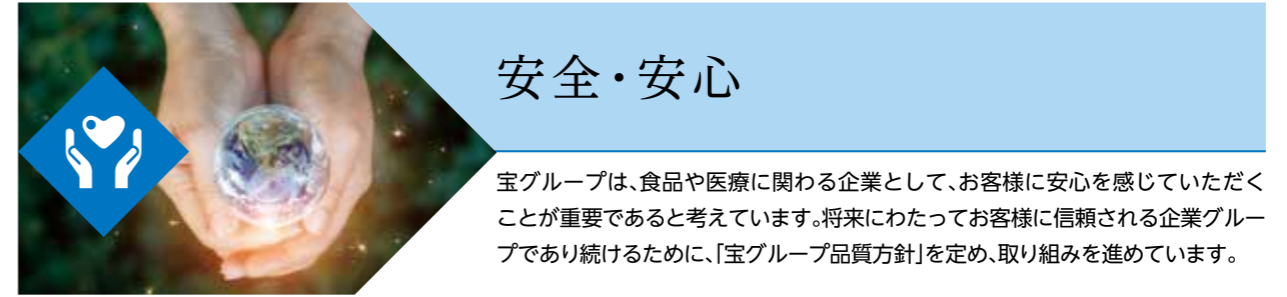 安全・安心
宝グループは、食品や医療に関わる企業として、お客様に安心を感じていただく
ことが重要であると考えています。将来にわたってお客様に信頼される企業グルー
プであり続けるために、「宝グループ品質方針」を定め、取り組みを進めています。